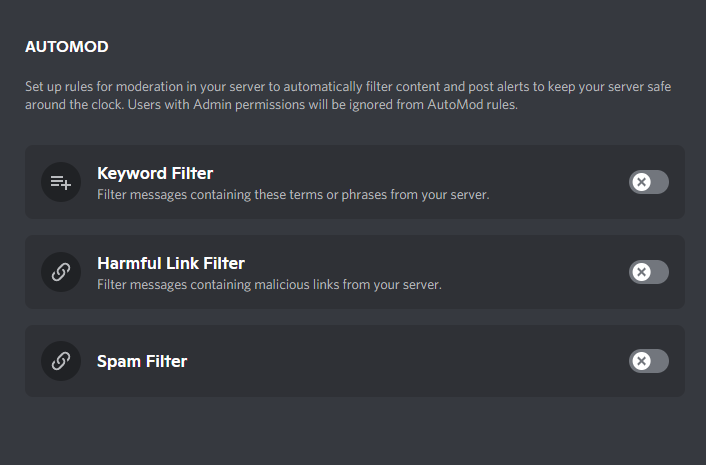 AUTOMOD
Set up rules for moderation in your server to automatically filter content and post alerts to keep your server safe
around the clock. Users with Admin permissions will be ignored from AutoMod rules.
Keyword Filter
Filter messages containing these terms or phrases from your server.
Harmful Link Filter
Filter messages containing malicious links from your server.
Spam Filter